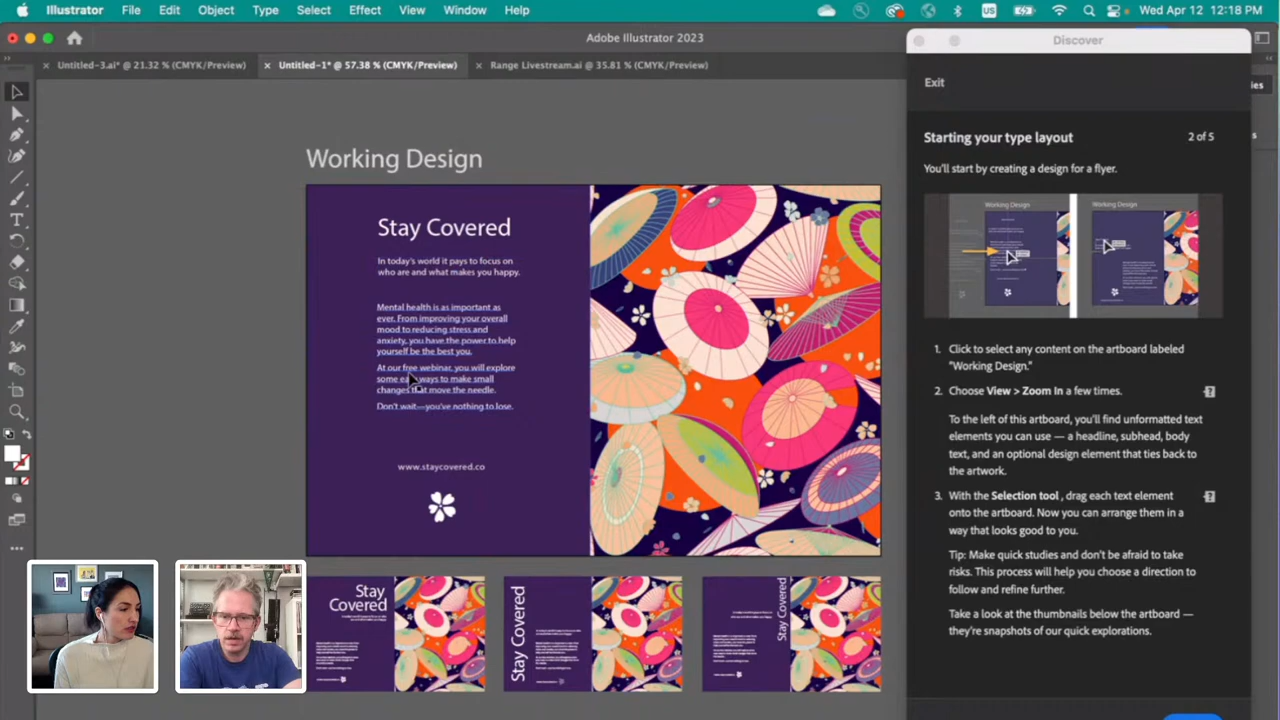 Illustrator File Edit Object Type Select Effect View Window Help
US
Wed Apr 12 12:18 PM
Adobe Illustrator 2023
Untitled-3.ai* @ 21.32 % (CMYK/Preview)
Untitled-1* @ 57.38 % (CMYK/Preview)
Range Livestream.ai @ 35.81 % (CMYK/Preview)
Working Design
Stay Covered
In today's world it pays to focus on
who are and what makes you happy.
Mental health is as important as
ever. From improving your overall
mood to reducing stress and
anxiety, you have the power to help
yourself be the best you.
At our free webinar, you will explore
some ways to make small
changes that move the needle.
Don't wait—you've nothing to lose.
www.staycovered.co
Stay
Covered
Stay Covered
Stay Covered
Discover
Exit
Starting your type layout
2 of 5
You'll start by creating a design for a flyer.
Working Design
Working Design
1. Click to select any content on the artboard labeled
"Working Design."
2. Choose View > Zoom In a few times.
To the left of this artboard, you'll find unformatted text
elements you can use — a headline, subhead, body
text, and an optional design element that ties back to
the artwork.
3. With the Selection tool , drag each text element
onto the artboard. Now you can arrange them in a
way that looks good to you.
Tip: Make quick studies and don't be afraid to take
risks. This process will help you choose a direction to
follow and refine further.
Take a look at the thumbnails below the artboard —
they're snapshots of our quick explorations.